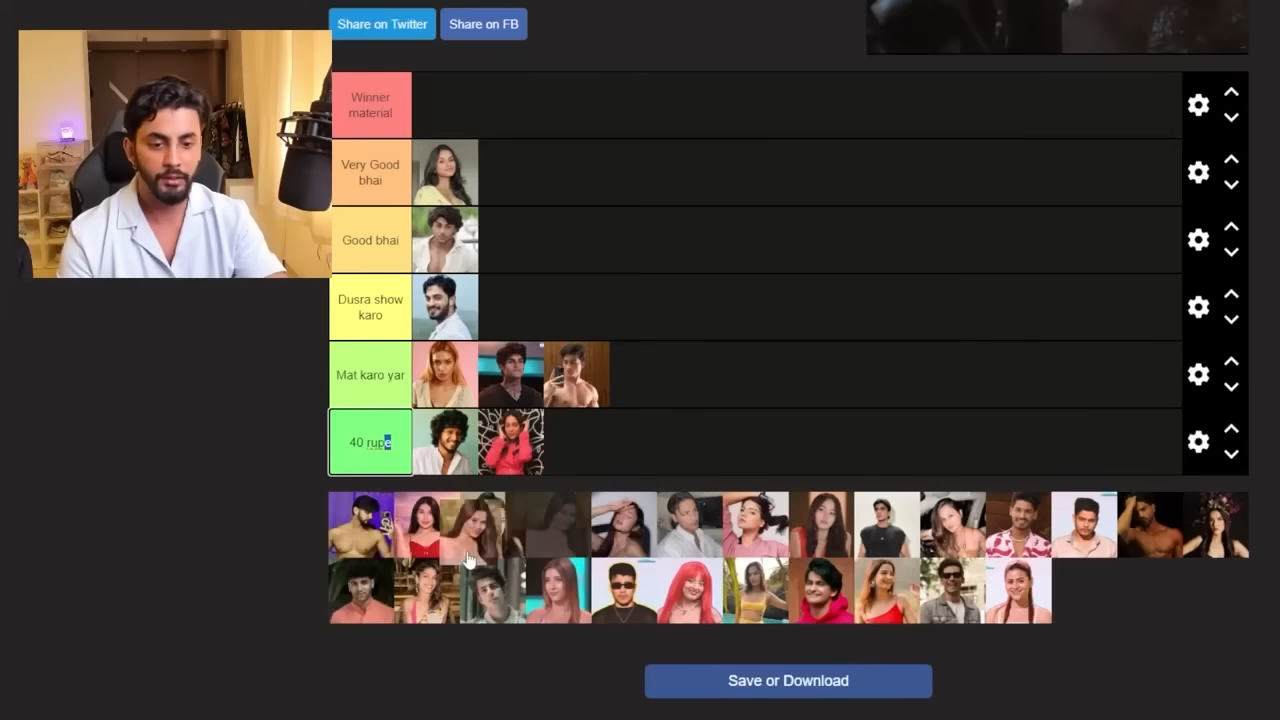 Share on Twitter
Share on FB
Winner
material
Very Good
bhai
Good bhai
Dusra show
karo
Mat karo yar
40 rupe
Save or Download